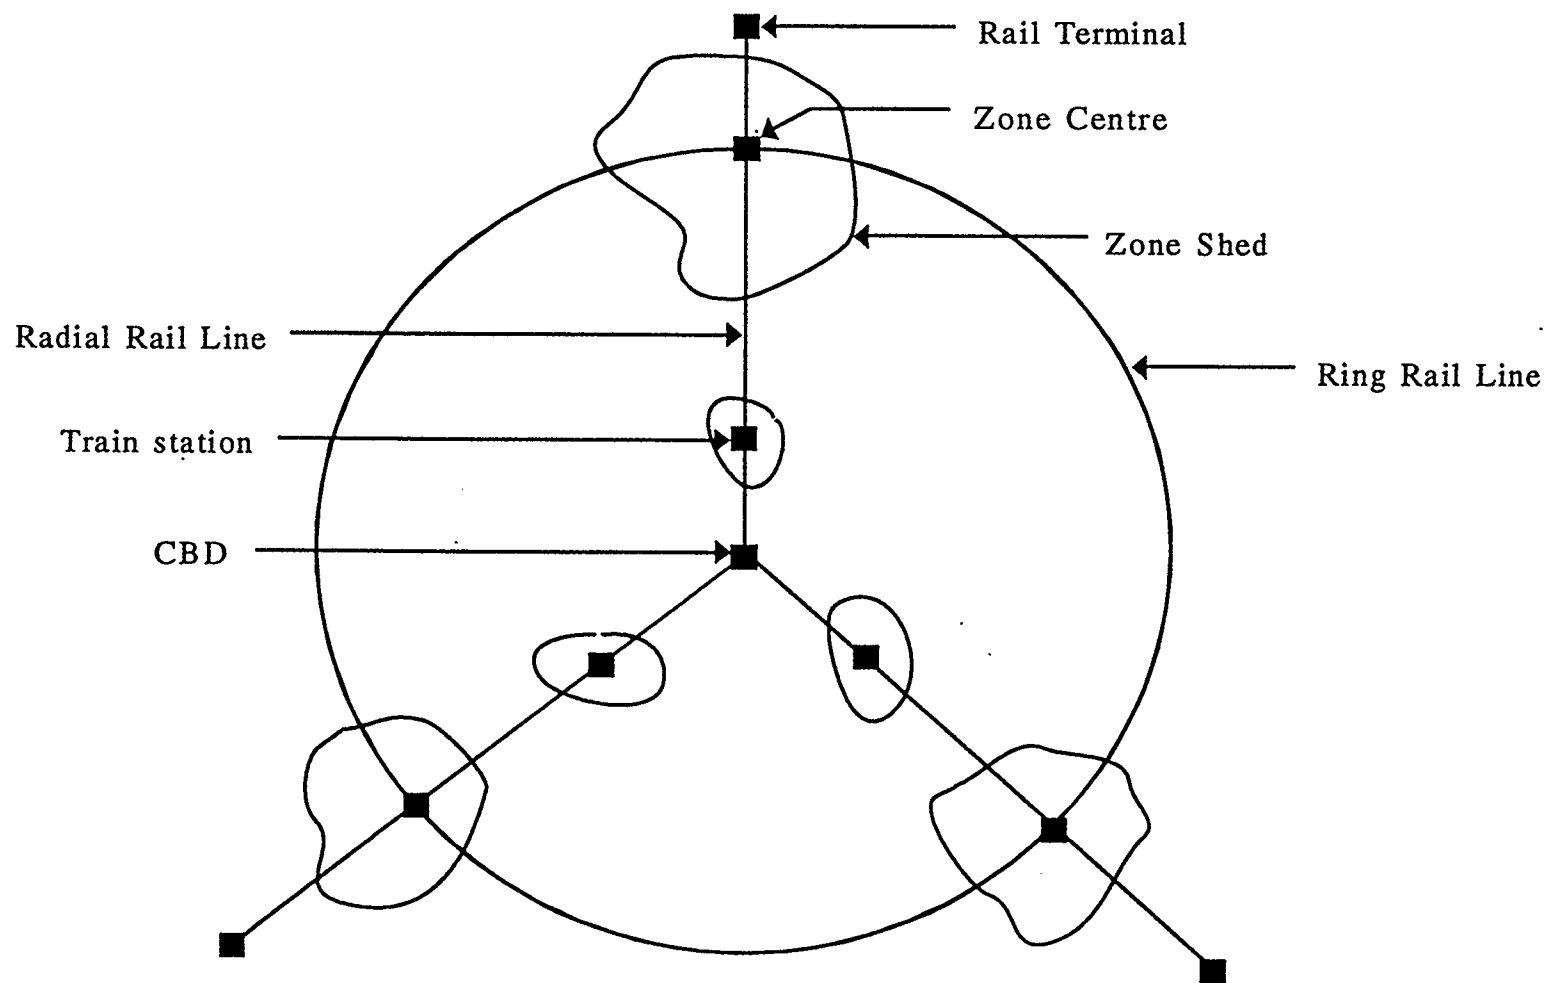 Rail Terminal
Zone Centre
Zone Shed
Radial Rail Line
Ring Rail Line
Train station
CBD